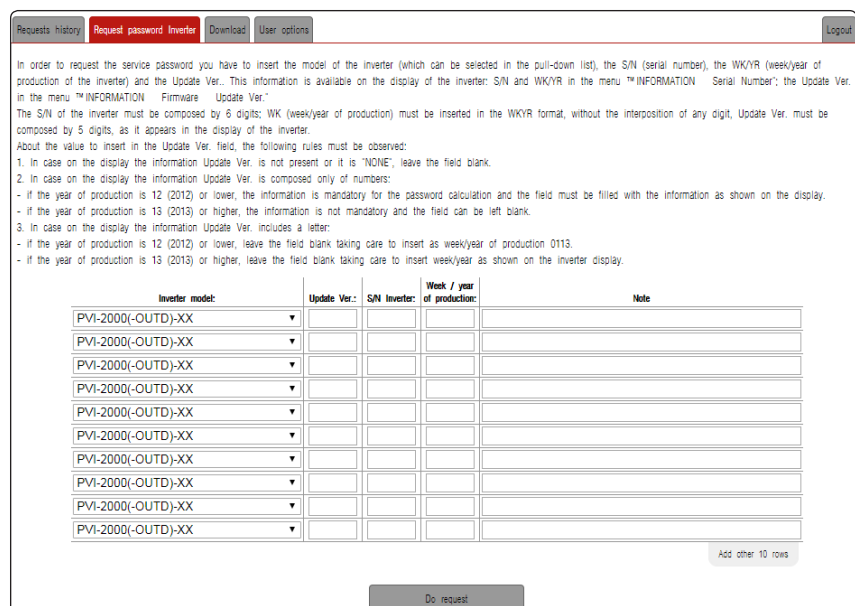 Requests history Request password Inverter Download User options Logout
In order to request the service password you have to insert the model of the inverter (which can be selected in the pull-down list), the S/N (serial number), the WK/YR (week/year of
production of the inverter) and the Update Ver.. This information is available on the display of the inverter: S/N and WK/YR in the menu ™INFORMATION Serial Number"; the Update Ver.
in the menu ™INFORMATION Firmware Update Ver."
The S/N of the inverter must be composed by 6 digits; WK (week/year of production) must be inserted in the WKYR format, without the interposition of any digit, Update Ver. must be
composed by 5 digits, as it appears in the display of the inverter.
About the value to insert in the Update Ver. field, the following rules must be observed:
1. In case on the display the information Update Ver. is not present or it is "NONE", leave the field blank.
2. In case on the display the information Update Ver. is composed only of numbers:
- if the year of production is 12 (2012) or lower, the information is mandatory for the password calculation and the field must be filled with the information as shown on the display.
- if the year of production is 13 (2013) or higher, the information is not mandatory and the field can be left blank.
3. In case on the display the information Update Ver. includes a letter:
- if the year of production is 12 (2012) or lower, leave the field blank taking care to insert as week/year of production 0113.
- if the year of production is 13 (2013) or higher, leave the field blank taking care to insert week/year as shown on the inverter display.
Week / year
Inverter model: Update Ver.: S/N Inverter: of production: Note
PVI-2000(-OUTD)-XX
PVI-2000(-OUTD)-XX
PVI-2000(-OUTD)-XX
PVI-2000(-OUTD)-XX
PVI-2000(-OUTD)-XX
PVI-2000(-OUTD)-XX
PVI-2000(-OUTD)-XX
PVI-2000(-OUTD)-XX
PVI-2000(-OUTD)-XX
PVI-2000(-OUTD)-XX
Add other 10 rows
Do request